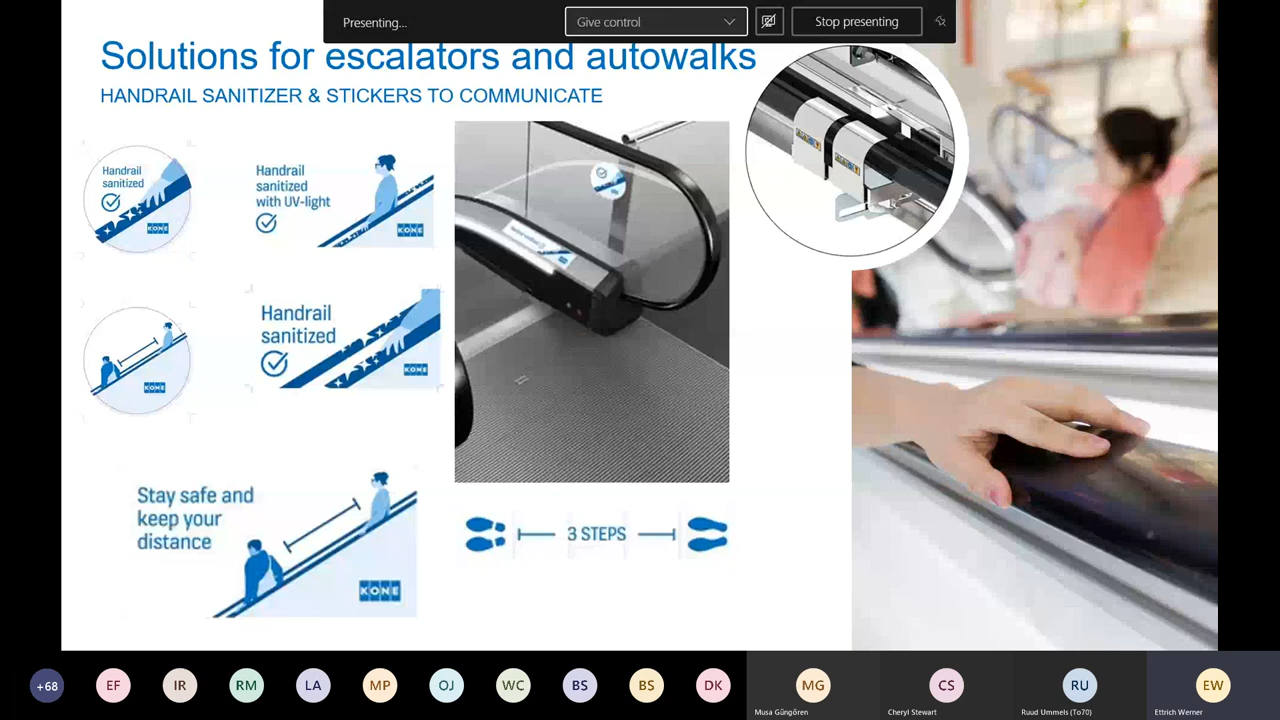 Presenting...
Give control
Stop presenting
Solutions for escalators and autowalks
HANDRAIL SANITIZER & STICKERS TO COMMUNICATE
Handrail
sanitized
KONE
Handrail
sanitized
with UV-light
KONE
KONE
Handrail
sanitized
KONE
Stay safe and
keep your
distance
KONE
3 STEPS
+68
EF
IR
RM
LA
MP
OJ
WC
BS
BS
DK
MG
CS
RU
EW
Musa Güngören
Cheryl Stewart
Ruud Ummels (To70)
Ettrich Werner